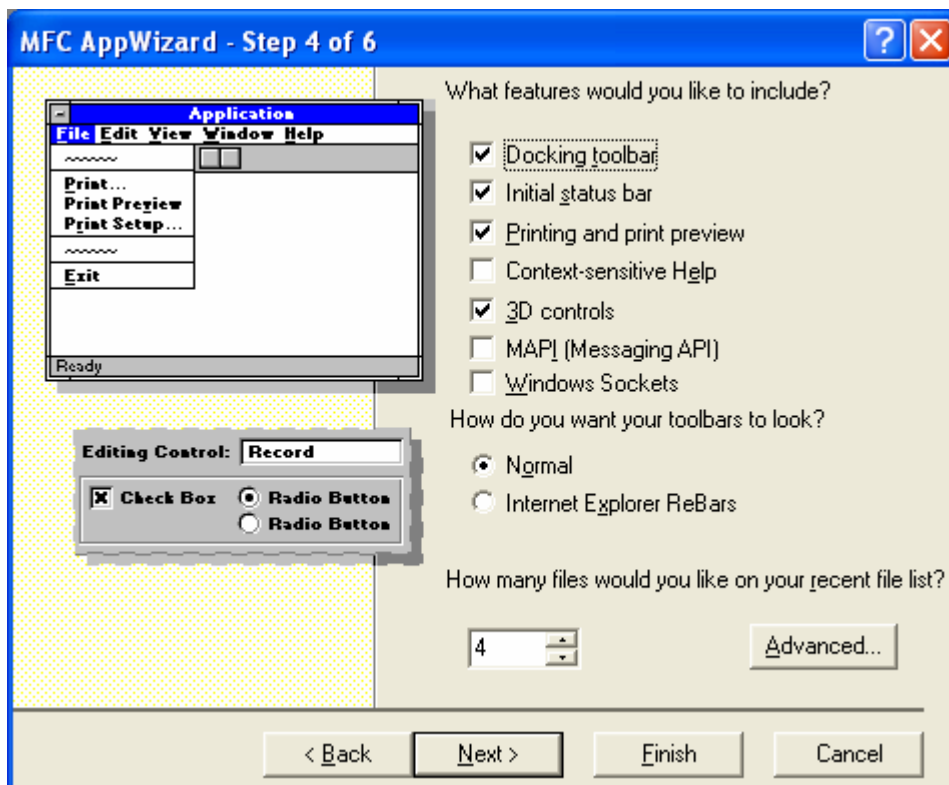 MFC AppWizard - Step 4 of 6
Application
File Edit View Window Help
Print...
Print Preview
Print Setup...
Exit
Ready
Editing Control: Record
Check Box Radio Button
Radio Button
What features would you like to include?
Docking toolbar
Initial status bar
Printing and print preview
Context-sensitive Help
3D controls
MAPI (Messaging API)
Windows Sockets
How do you want your toolbars to look?
Normal
Internet Explorer ReBars
How many files would you like on your recent file list?
4 Advanced...
< Back Next > Finish Cancel